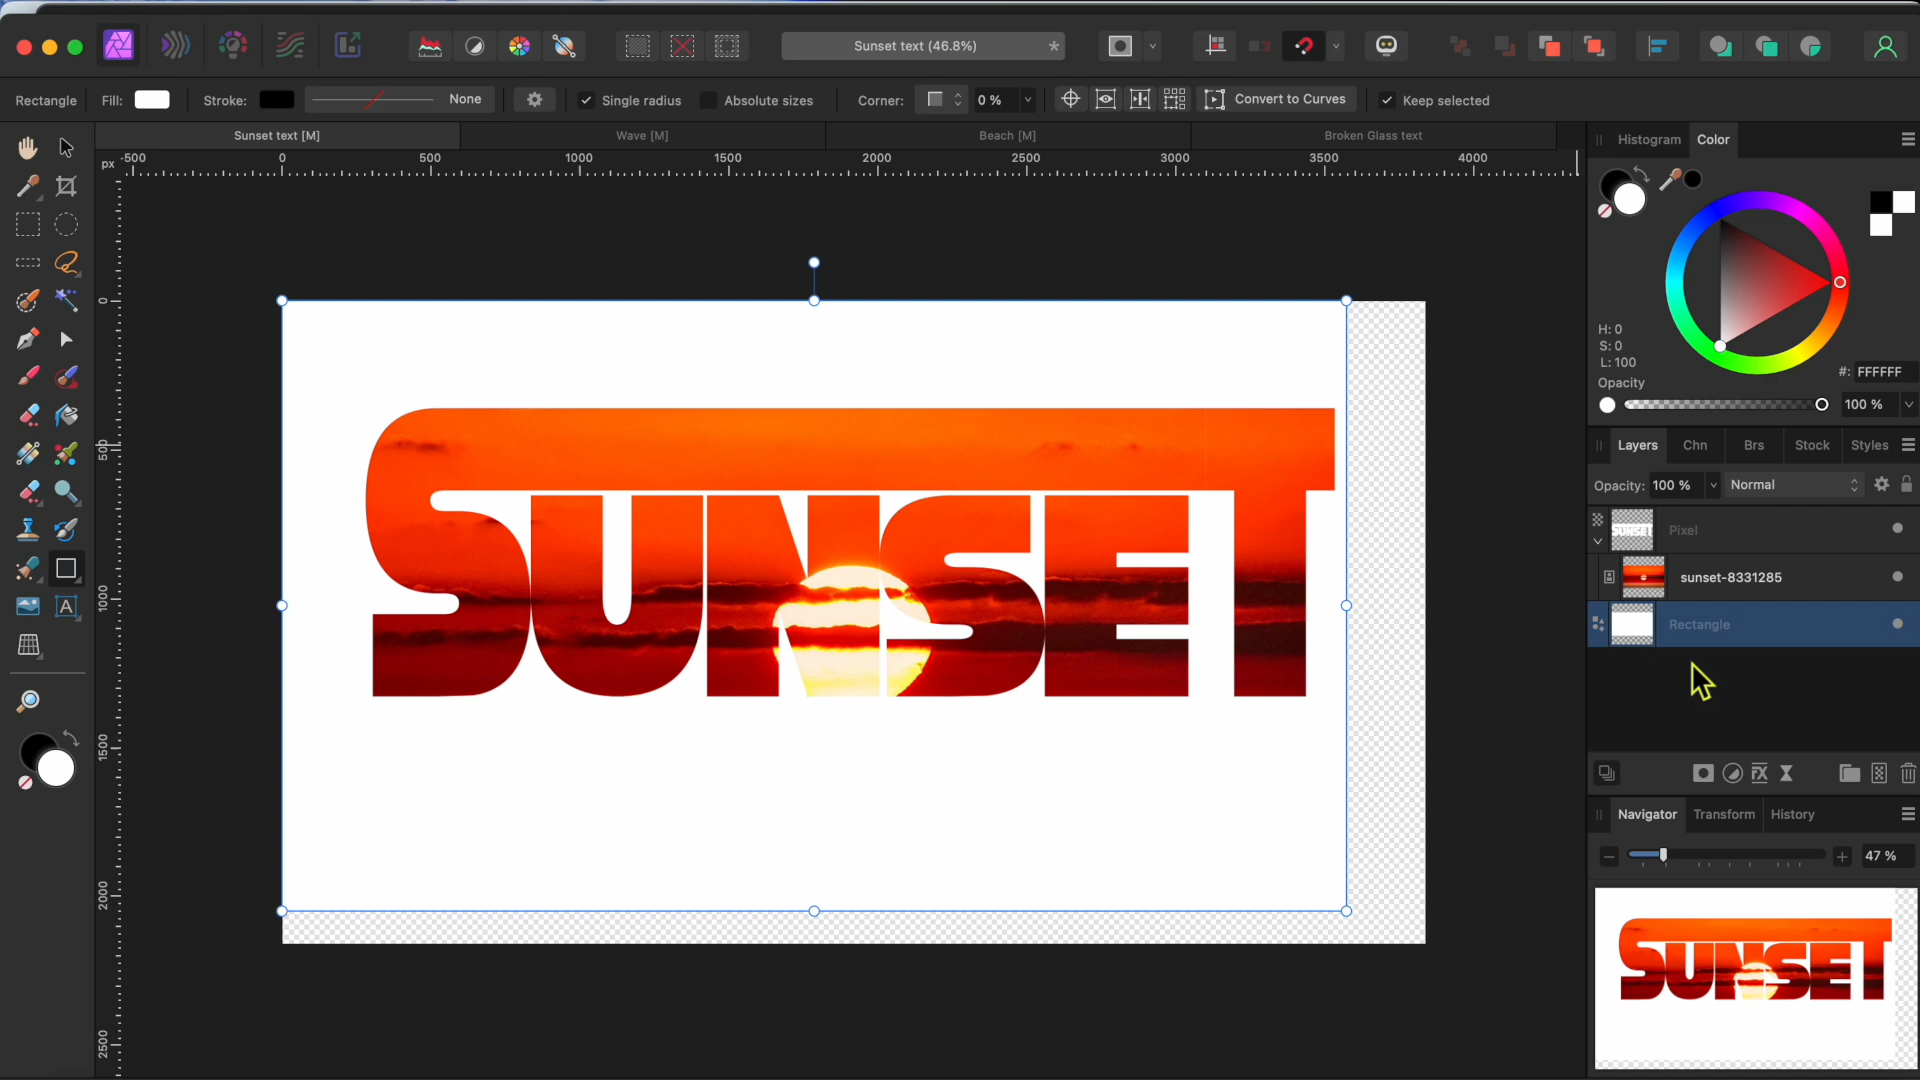 Sunset text (46.8%)
*
Rectangle
Fill:
Stroke:
None
Single radius
Absolute sizes
Corner:
0 %
Convert to Curves
Keep selected
Sunset text [M]
Wave [M]
Beach [M]
Broken Glass text
px
-500
0
500
1000
1500
2000
2500
3000
3500
4000
0
500
1000
1500
2000
2500
SUNSET
A
Histogram
Color
H: 0
S: 0
L: 100
#: FFFFFF
Opacity
100 %
Layers
Chn
Brs
Stock
Styles
Opacity:
100 %
Normal
SUNSET
Pixel
sunset-8331285
Rectangle
FX
Navigator
Transform
History
47 %
SUNSET